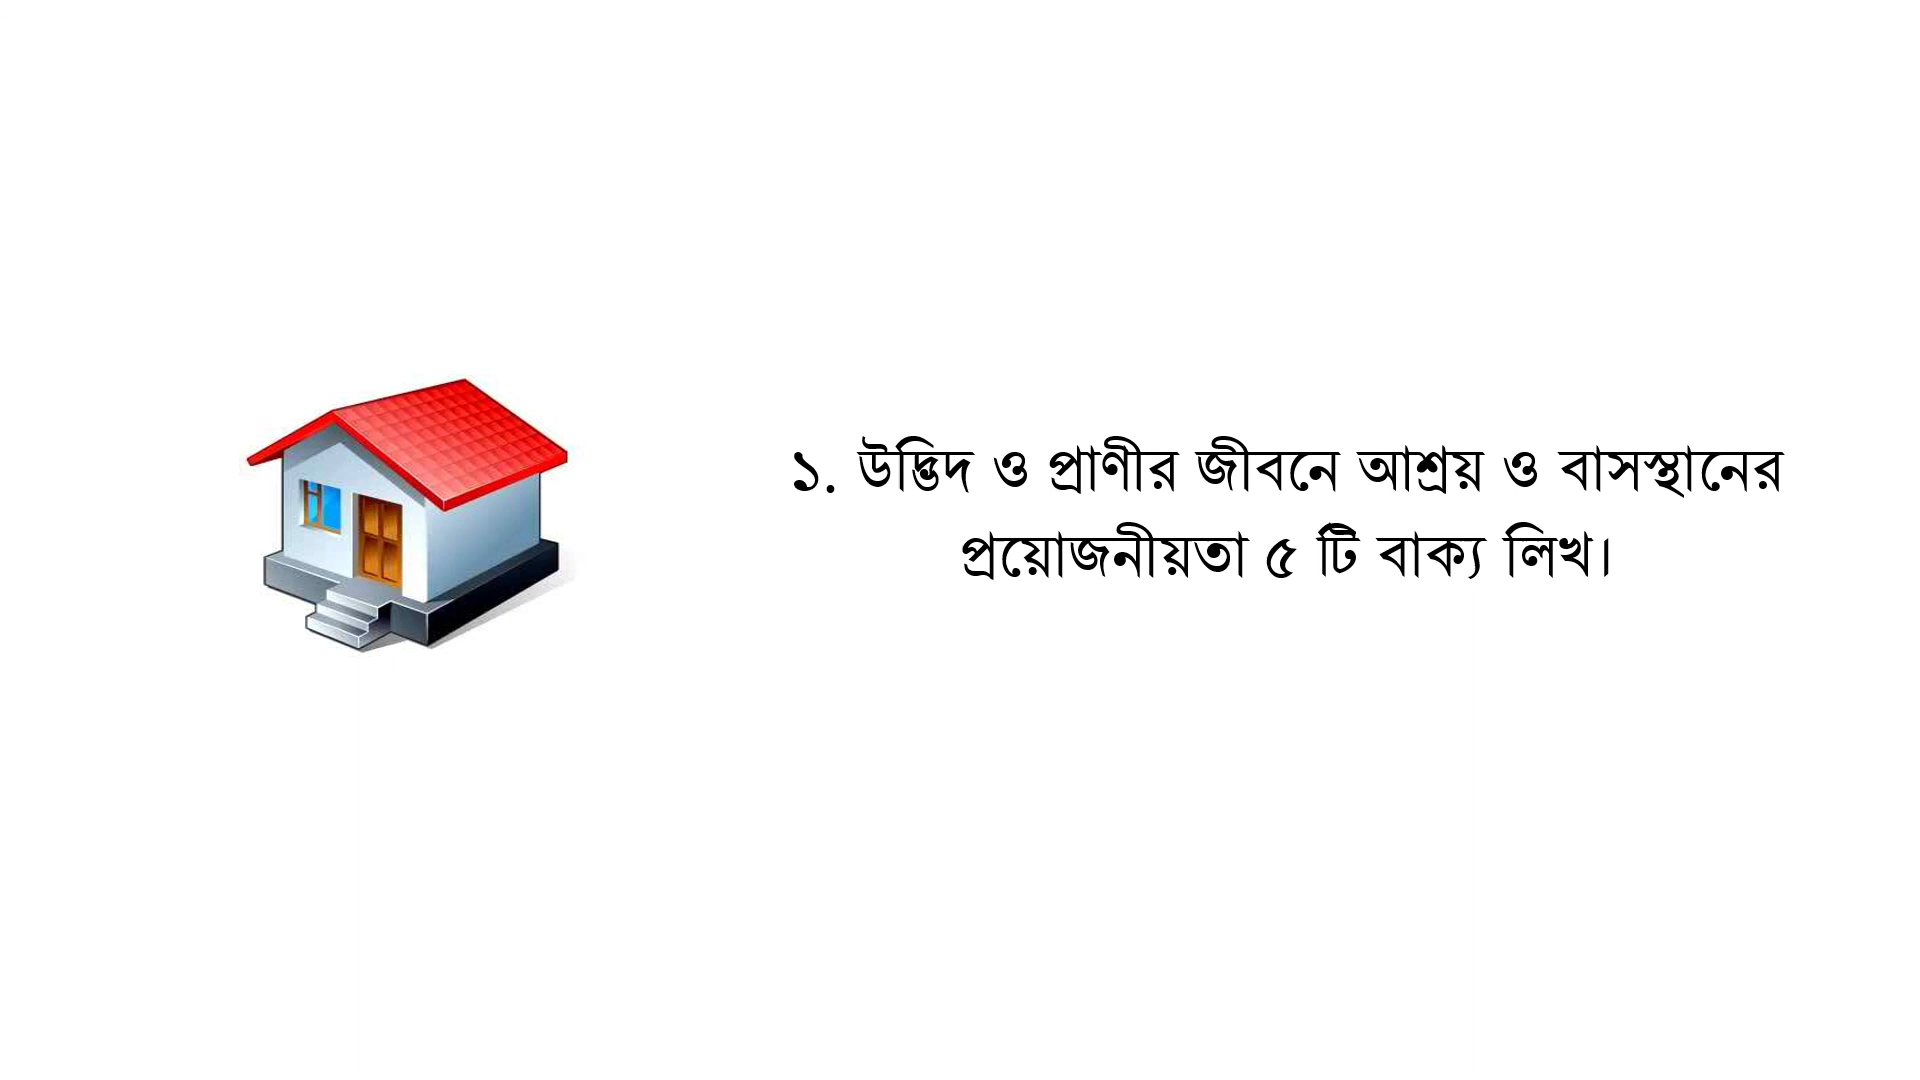 ১. উদ্ভিদ ও প্রাণীর জীবনে আশ্রয় ও বাসস্থানের
প্রয়োজনীয়তা ৫ টি বাক্য লিখ।